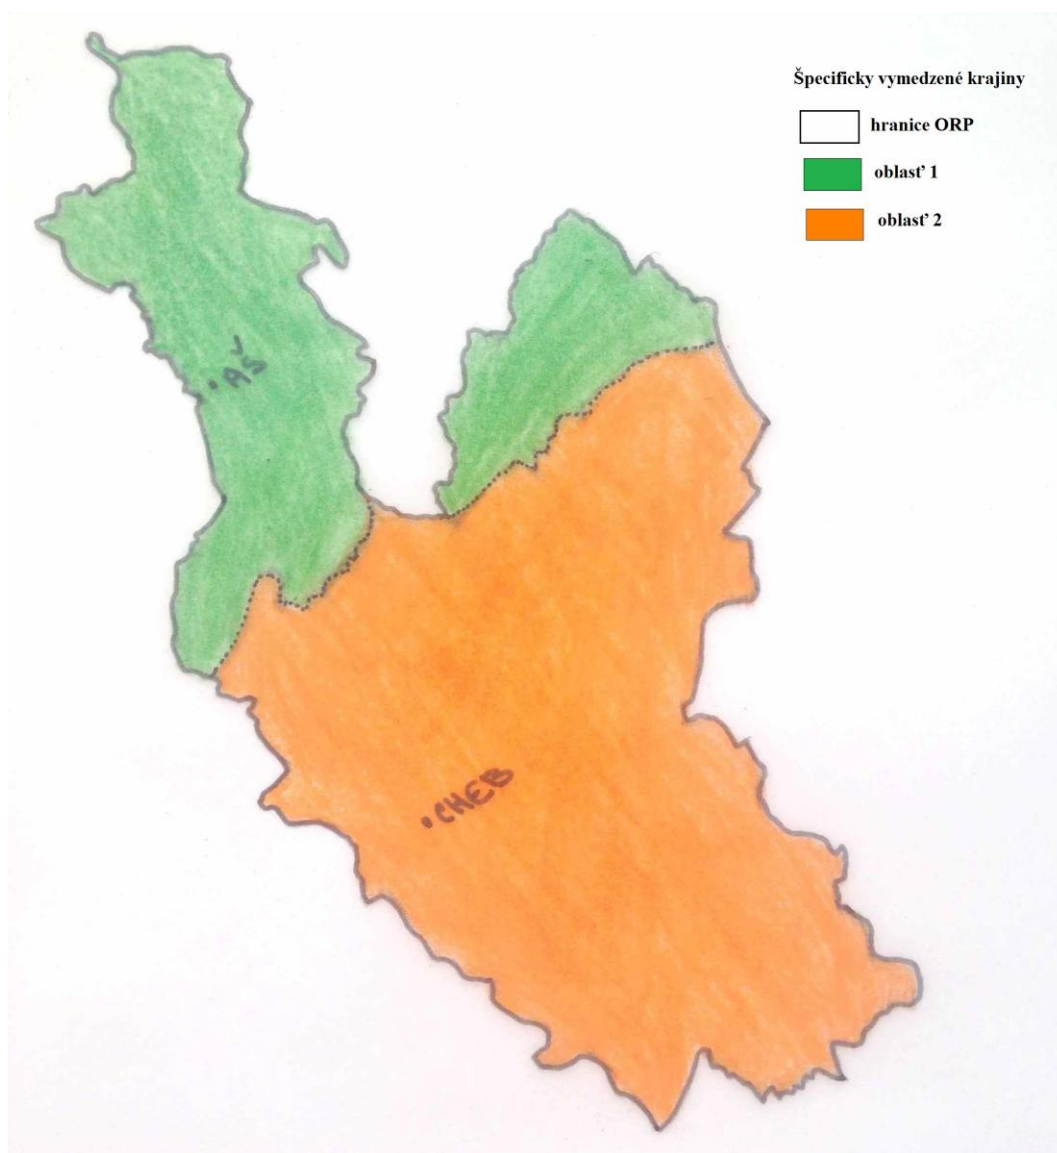 Špecificky vymedzené krajiny
hranice ORP
oblasť 1
oblasť 2
AŠ
CHEB